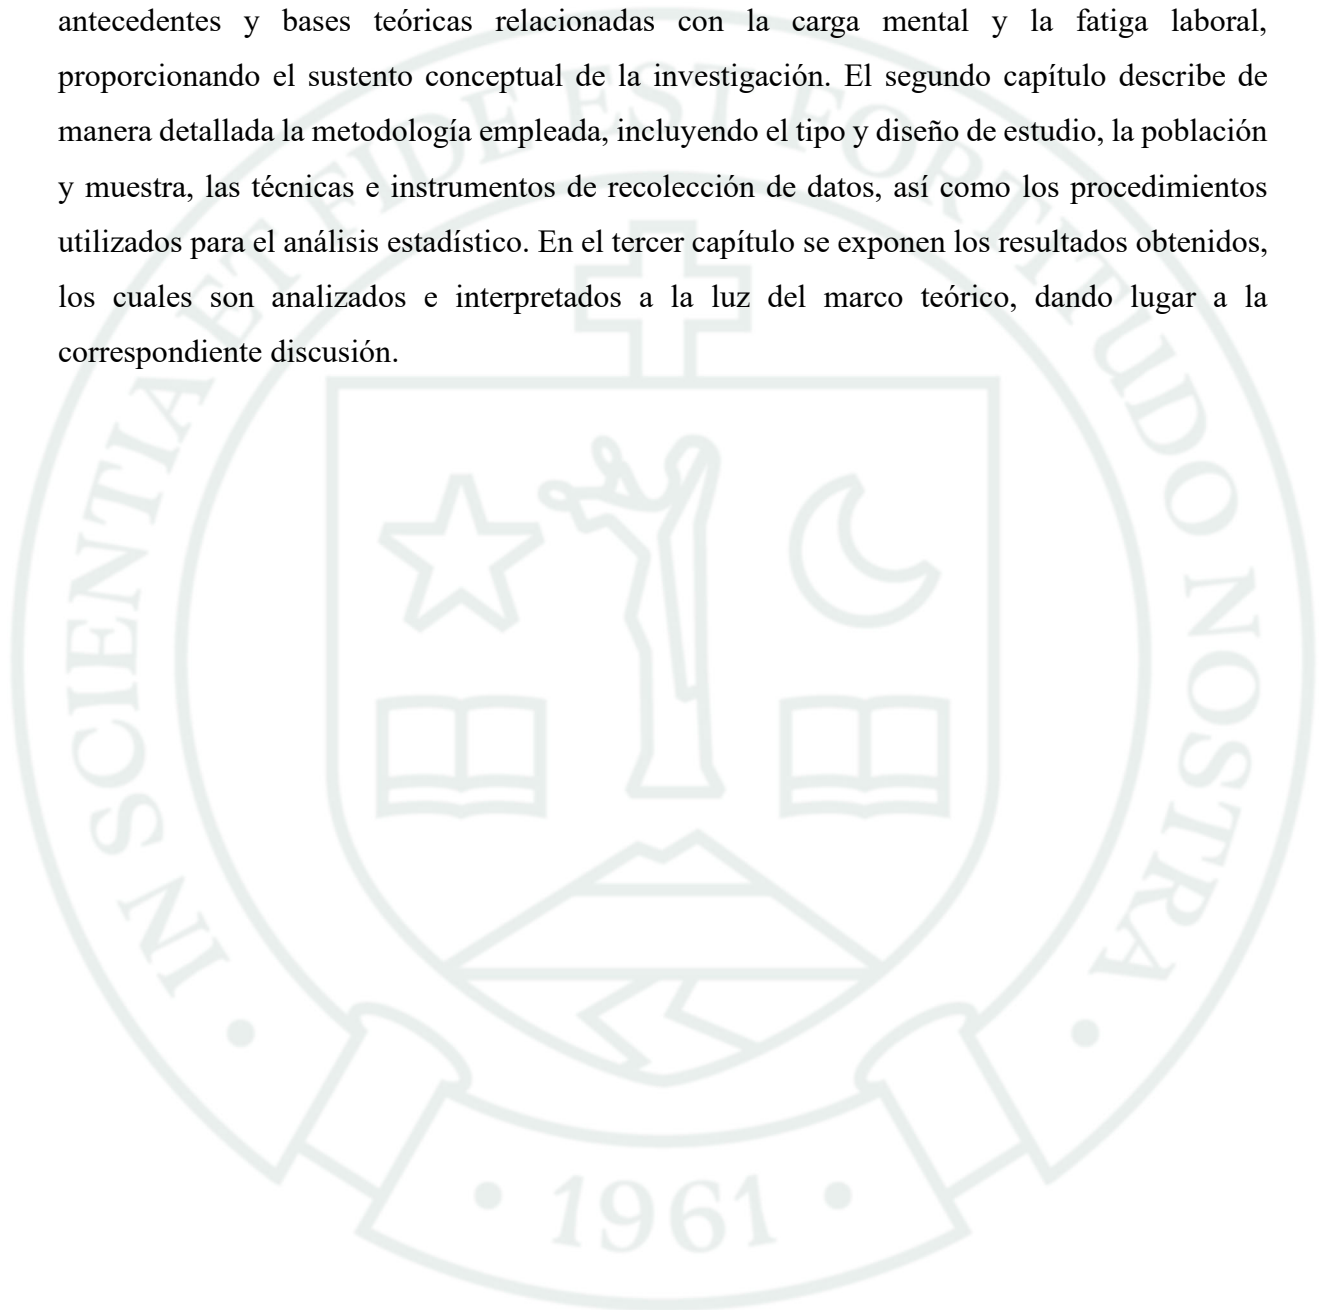 antecedentes y bases teóricas relacionadas con la carga mental y la fatiga laboral,
proporcionando el sustento conceptual de la investigación. El segundo capítulo describe de
manera detallada la metodología empleada, incluyendo el tipo y diseño de estudio, la población
y muestra, las técnicas e instrumentos de recolección de datos, así como los procedimientos
utilizados para el análisis estadístico. En el tercer capítulo se exponen los resultados obtenidos,
los cuales son analizados e interpretados a la luz del marco teórico, dando lugar a la
correspondiente discusión.
IN SCIENTIA ET FIDE EST FORTITUDO NOSTRA
• 1961 •